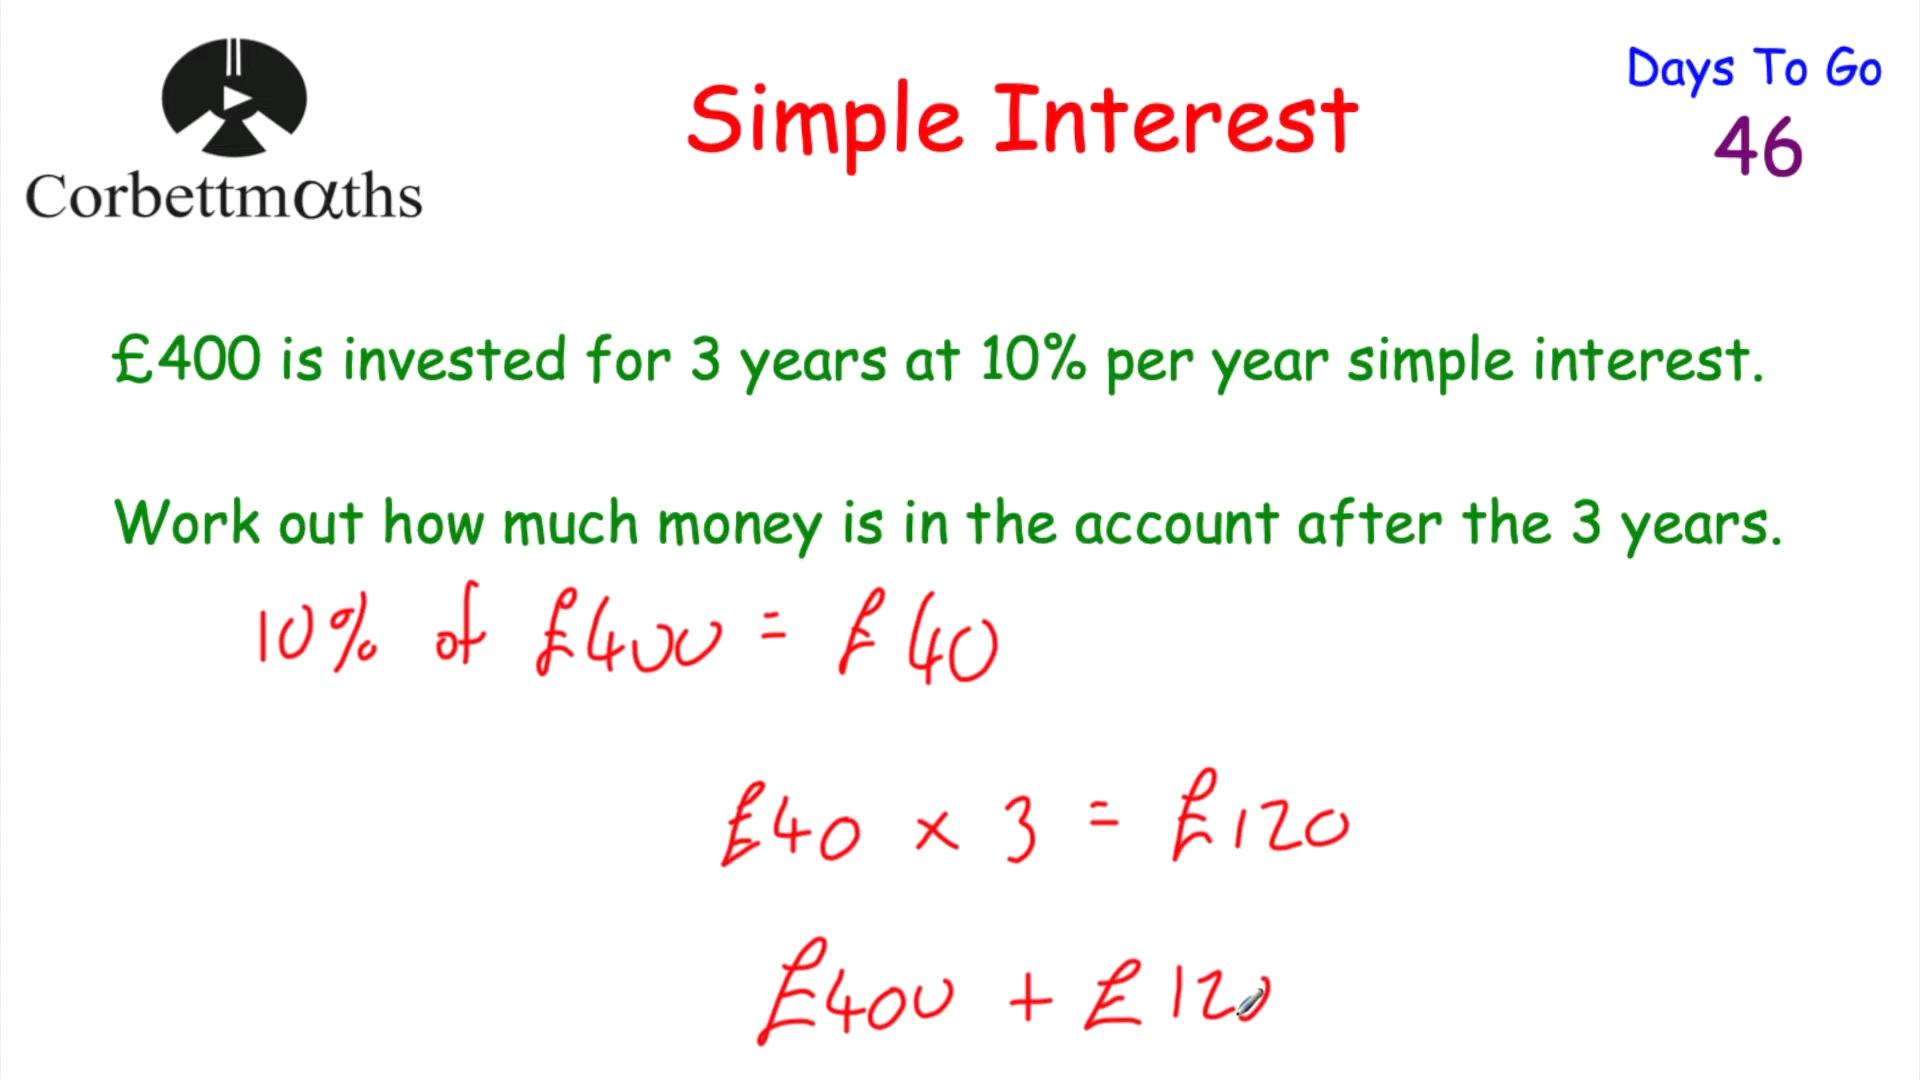 Corbettmαths
Simple Interest
Days To Go
46
£400 is invested for 3 years at 10% per year simple interest.
Work out how much money is in the account after the 3 years.
10% of £400 = £40
£40 × 3 = £120
£400 + £120